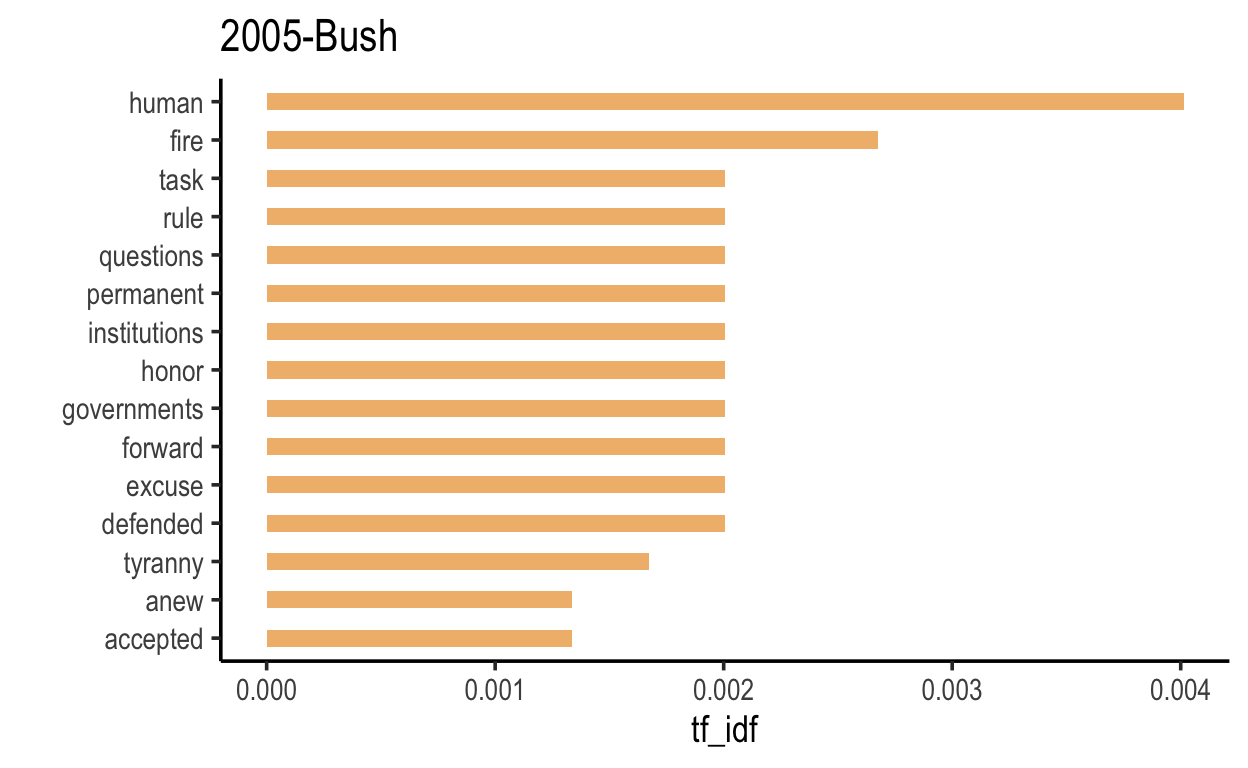 2005-Bush
human
fire
task
rule
questions
permanent
institutions
honor
governments
forward
excuse
defended
tyranny
anew
accepted
0.000 0.001 0.002 0.003 0.004
tf_idf